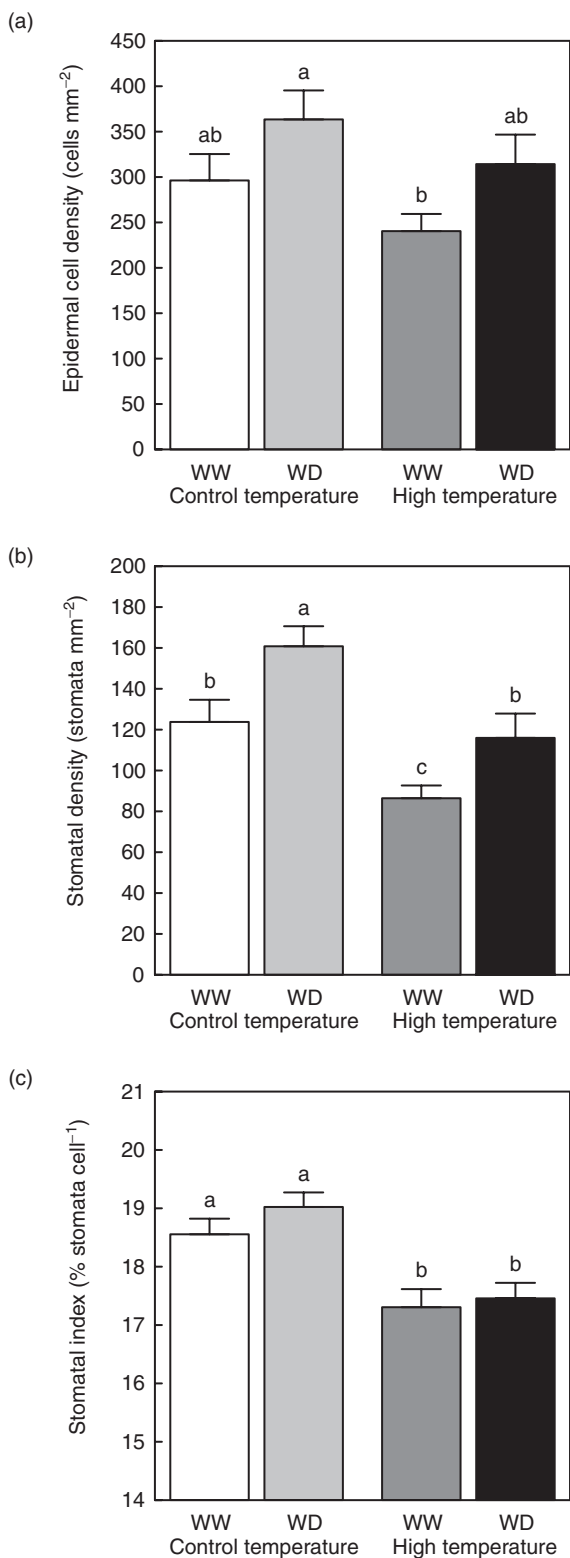 (a)
450
400
350
300
250
200
150
100
50
0
Epidermal cell density (cells mm⁻²)
ab
a
b
ab
WW WD WW WD
Control temperature High temperature
(b)
200
180
160
140
120
100
80
60
40
20
0
Stomatal density (stomata mm⁻²)
b
a
c
b
WW WD WW WD
Control temperature High temperature
(c)
21
20
19
18
17
16
15
14
Stomatal index (% stomata cell⁻¹)
a
a
b
b
WW WD WW WD
Control temperature High temperature